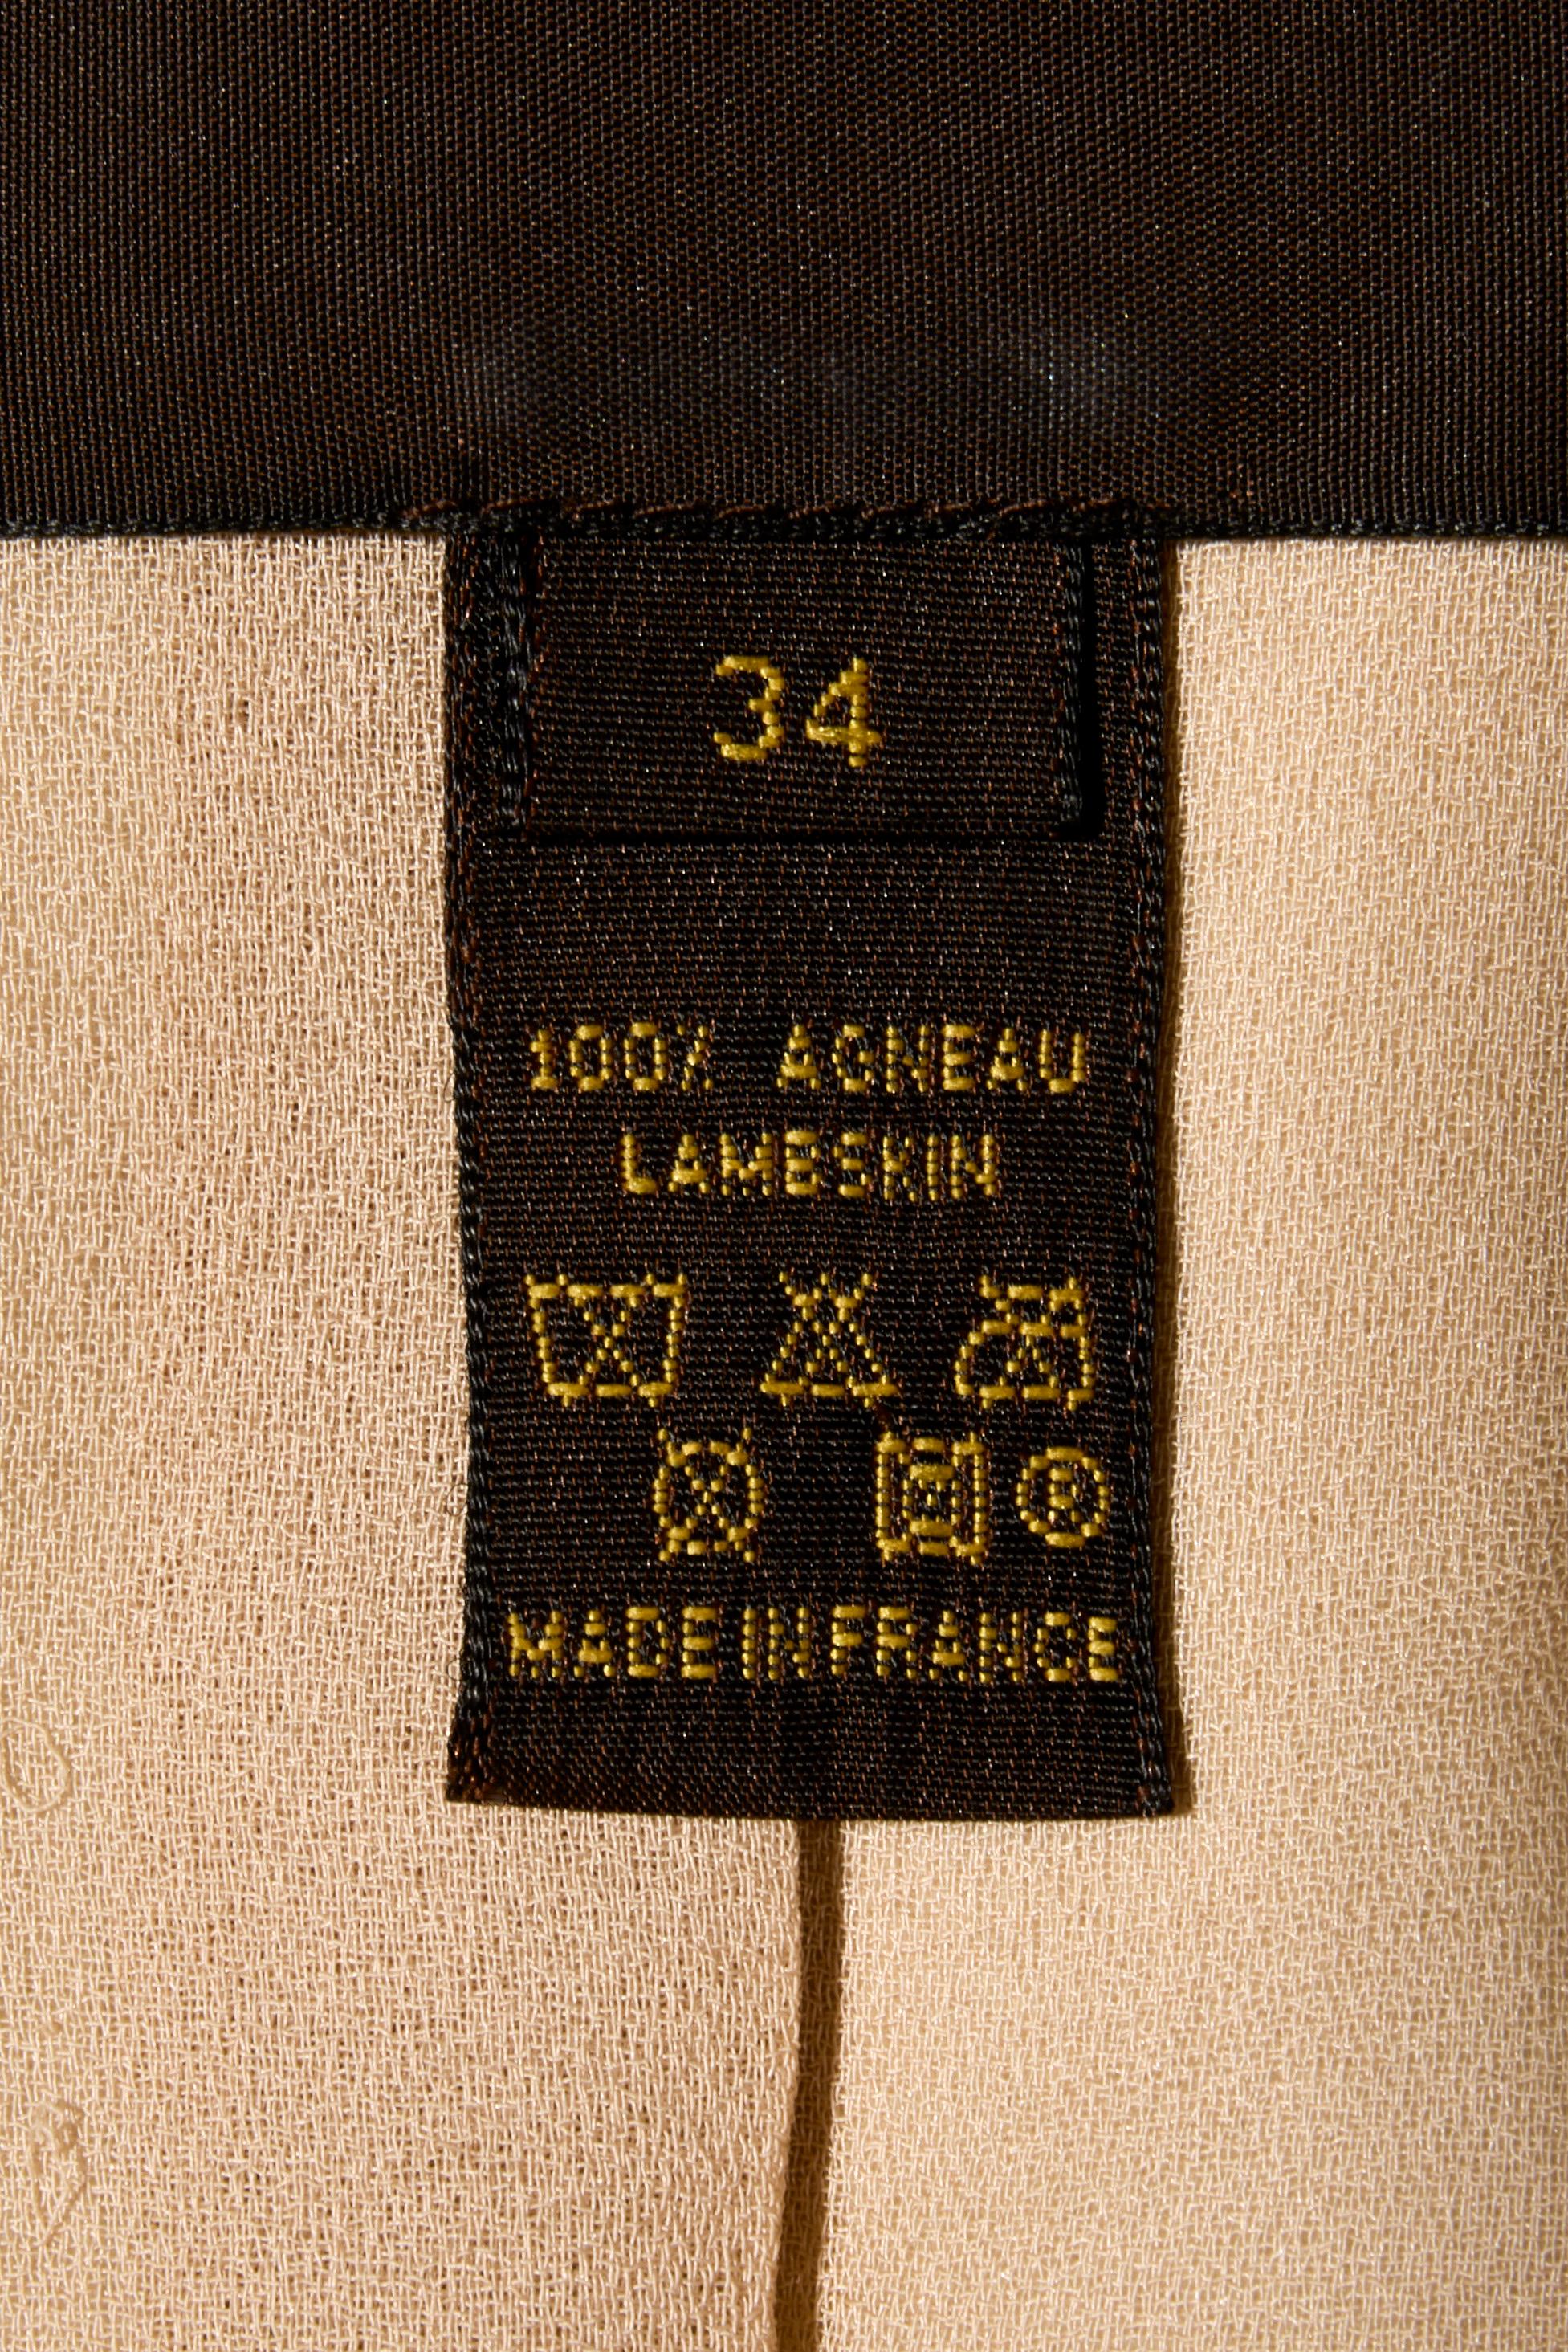 34
100% AGNEAU
LAMBSKIN
MADE IN FRANCE